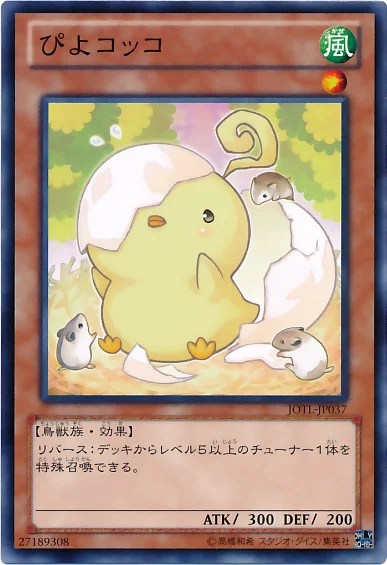 ぴよコッコ
風
JOTL-JP037
【鳥獣族・効果】
リバース：デッキからレベル5以上のチューナー1体を
特殊召喚できる。
ATK/ 300 DEF/ 200
27189308
©高橋和希 スタジオ・ダイス/集英社